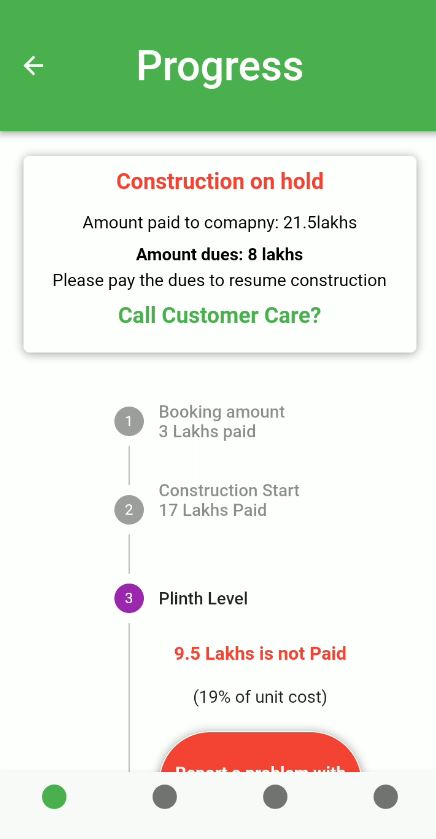 Progress
Construction on hold
Amount paid to comapny: 21.5lakhs
Amount dues: 8 lakhs
Please pay the dues to resume construction
Call Customer Care?
1
Booking amount
3 Lakhs paid
2
Construction Start
17 Lakhs Paid
3
Plinth Level
9.5 Lakhs is not Paid
(19% of unit cost)
Report a problem with